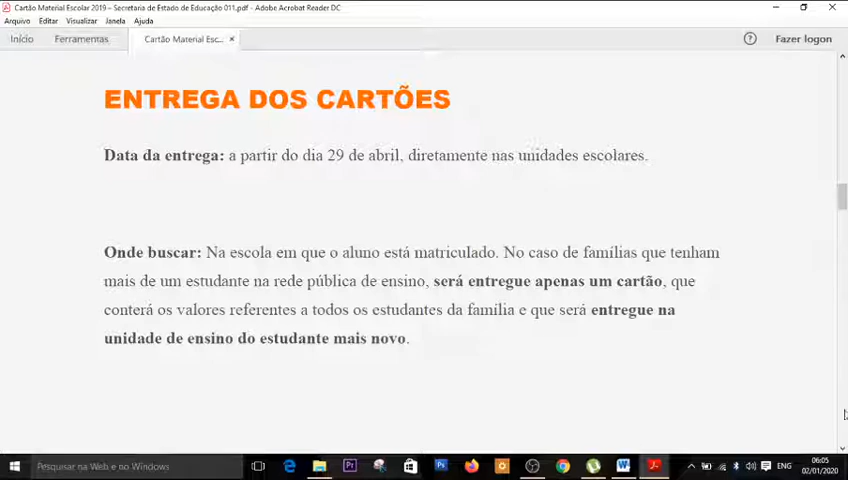 Cartão Material Escolar 2019 – Secretaria de Estado de Educação 011.pdf - Adobe Acrobat Reader DC
Arquivo Editar Visualizar Janela Ajuda
Início Ferramentas Cartão Material Esc... × ? Fazer logon
ENTREGA DOS CARTÕES
Data da entrega: a partir do dia 29 de abril, diretamente nas unidades escolares.
Onde buscar: Na escola em que o aluno está matriculado. No caso de famílias que tenham
mais de um estudante na rede pública de ensino, será entregue apenas um cartão, que
conterá os valores referentes a todos os estudantes da família e que será entregue na
unidade de ensino do estudante mais novo.
Pesquisar na Web e no Windows
Pr
Ps
W
ENG
06:05
02/01/2020